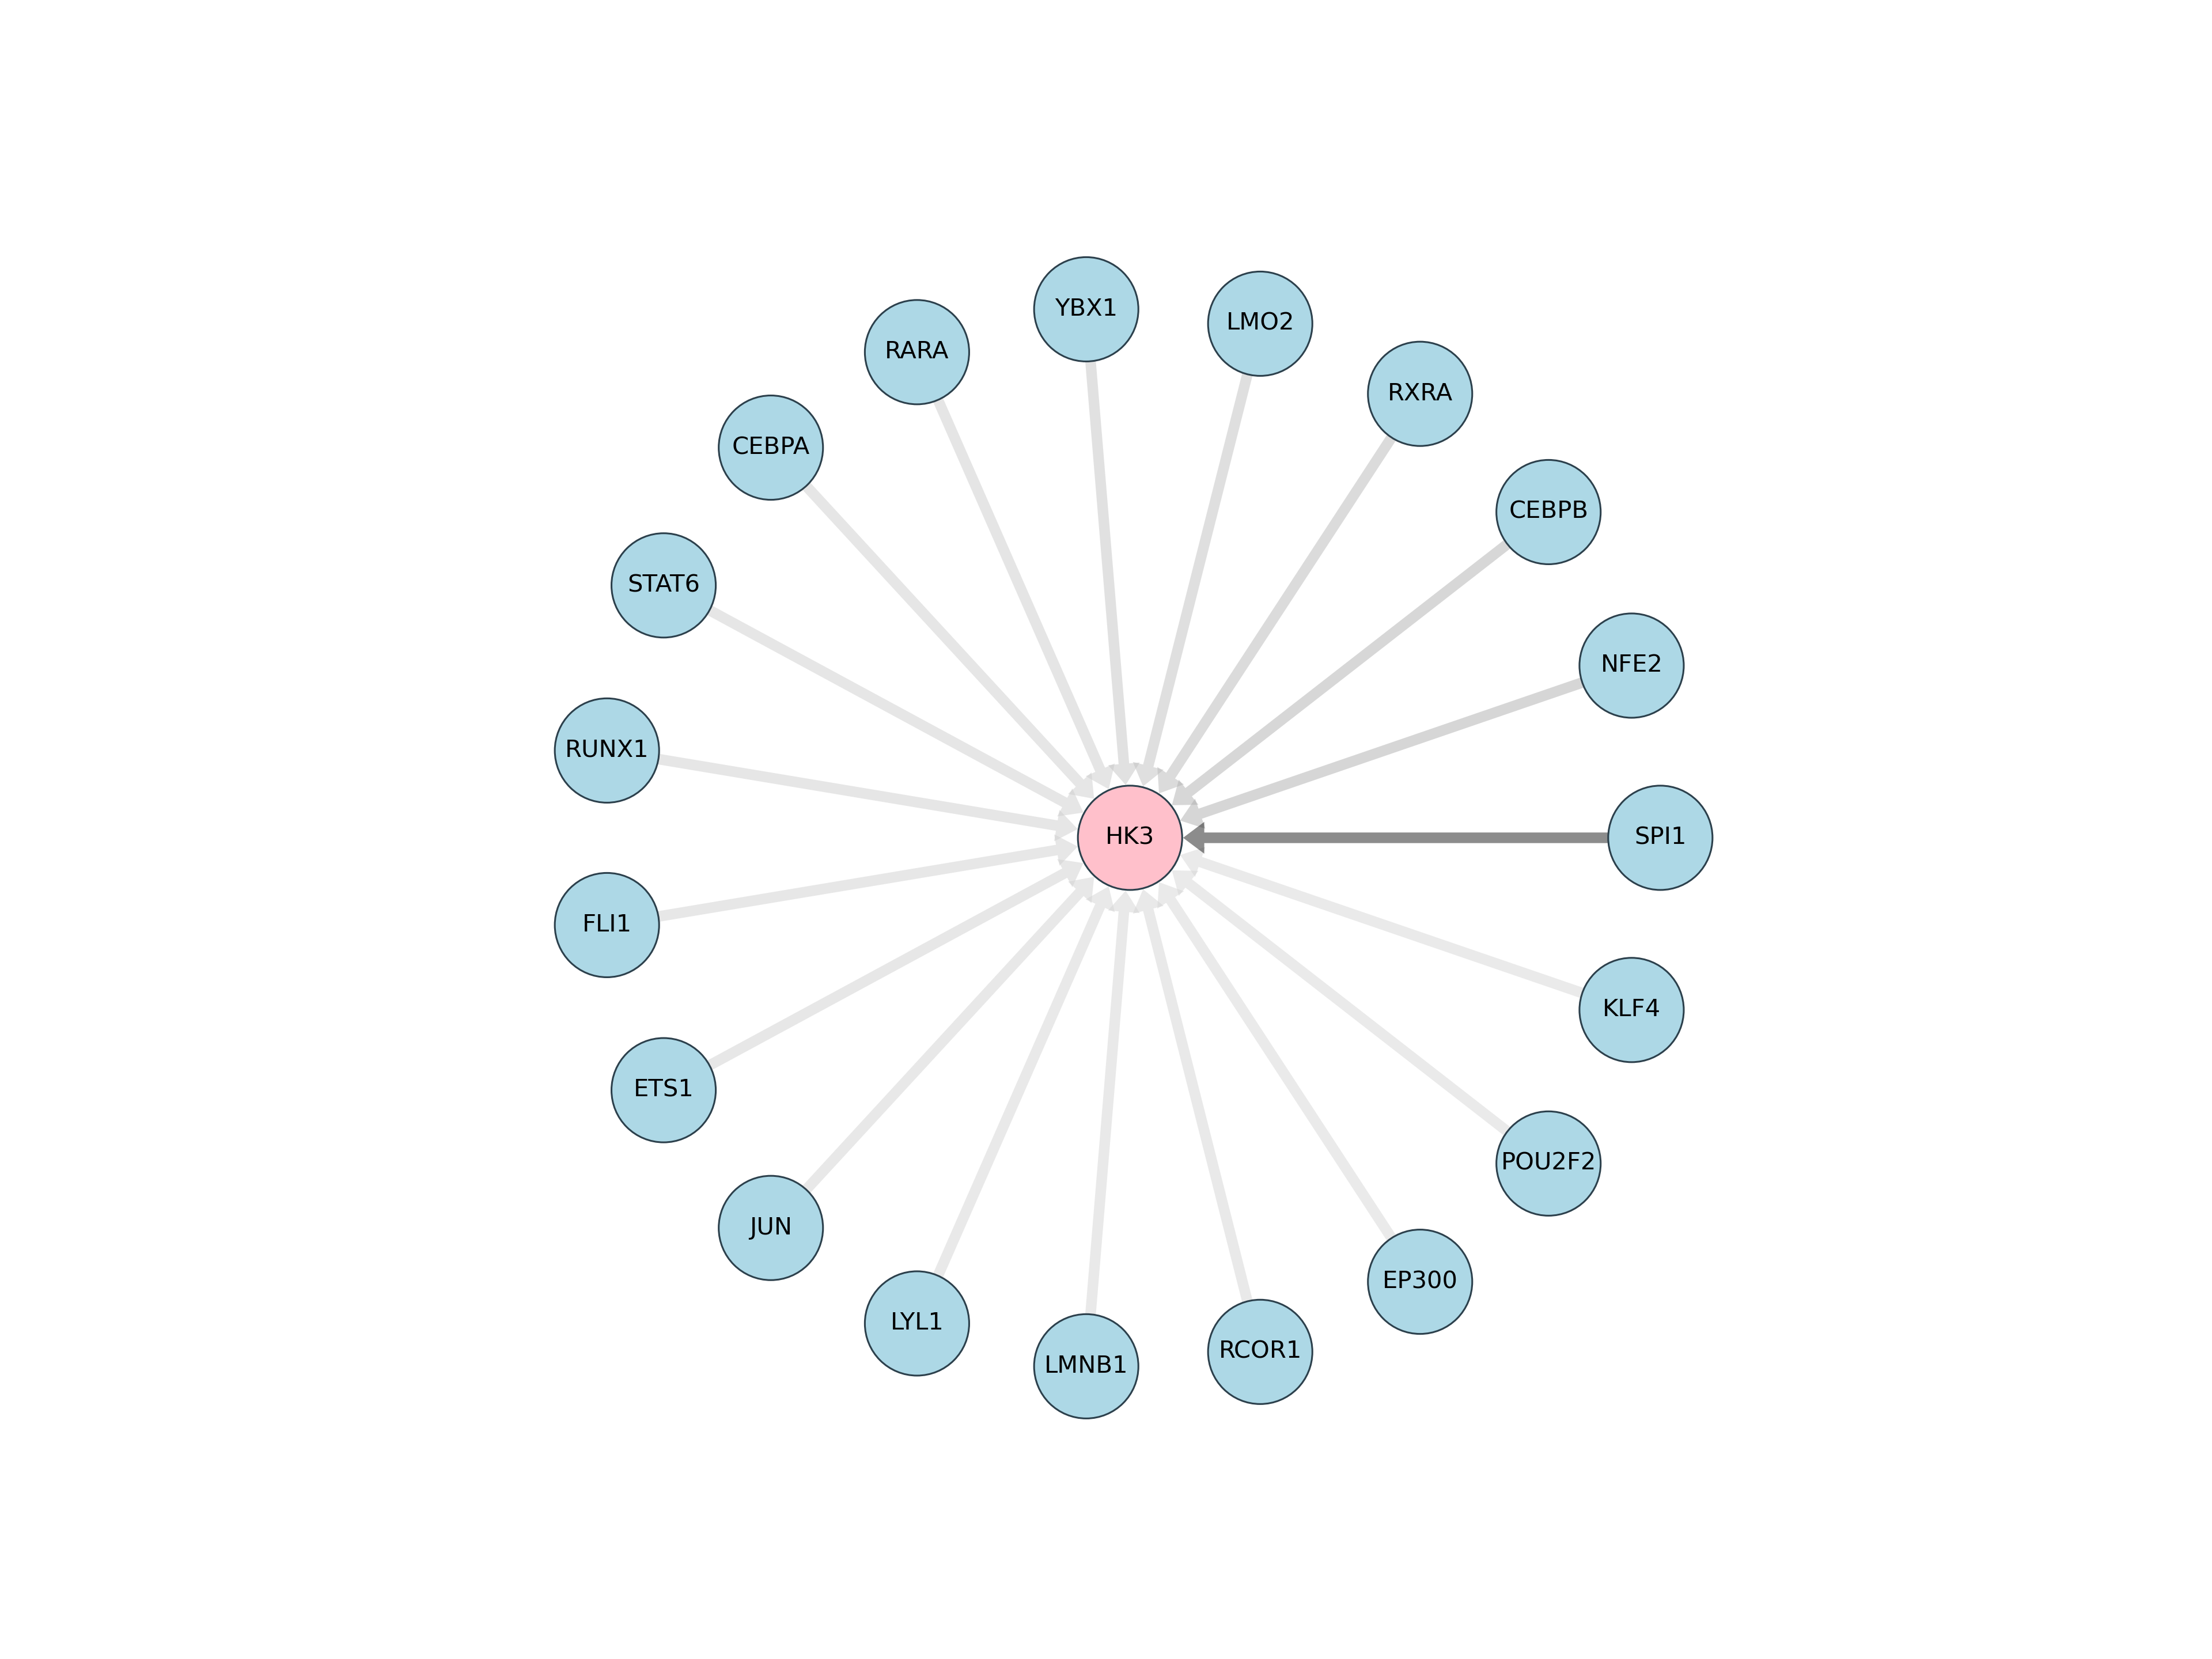 YBX1
LMO2
RARA
RXRA
CEBPA
CEBPB
STAT6
NFE2
RUNX1
HK3
SPI1
FLI1
KLF4
ETS1
POU2F2
JUN
EP300
LYL1
RCOR1
LMNB1